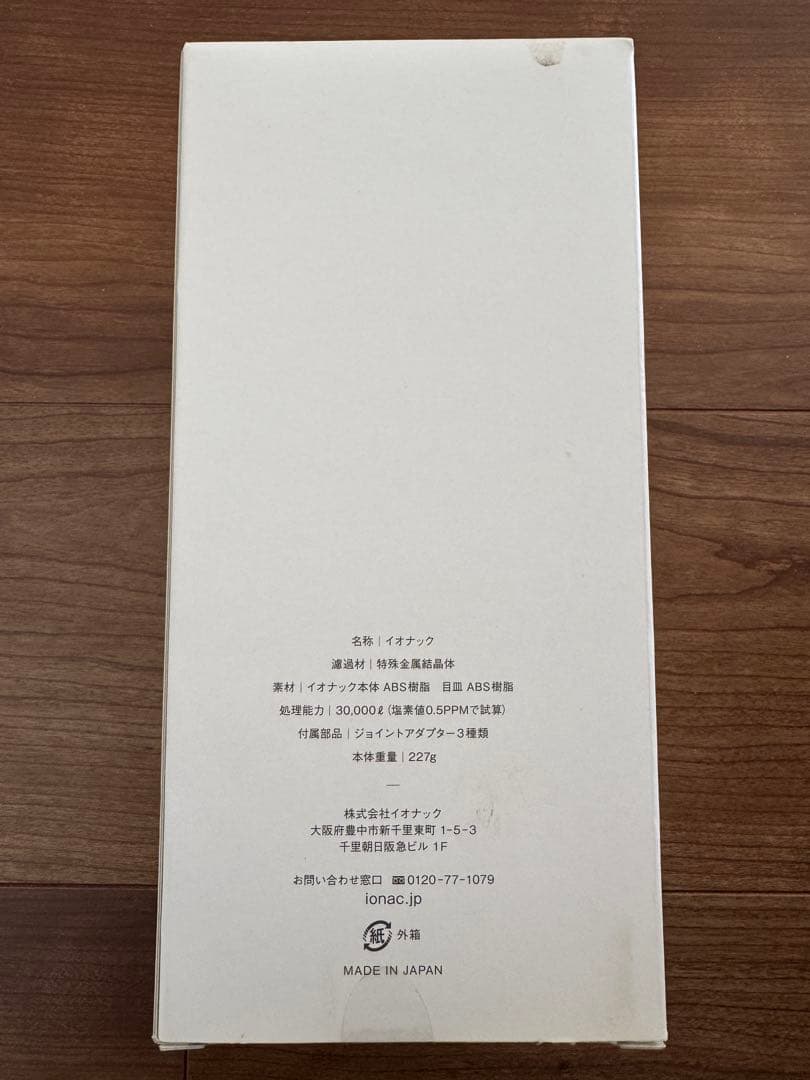 名称｜イオナック
濾過材｜特殊金属結晶体
素材｜イオナック本体 ABS樹脂　目皿 ABS樹脂
処理能力｜30,000ℓ (塩素値0.5PPMで試算)
付属部品｜ジョイントアダプター3種類
本体重量｜227g
株式会社イオナック
大阪府豊中市新千里東町 1-5-3
千里朝日阪急ビル 1F
お問い合わせ窓口 0120-77-1079
ionac.jp
紙 外箱
MADE IN JAPAN